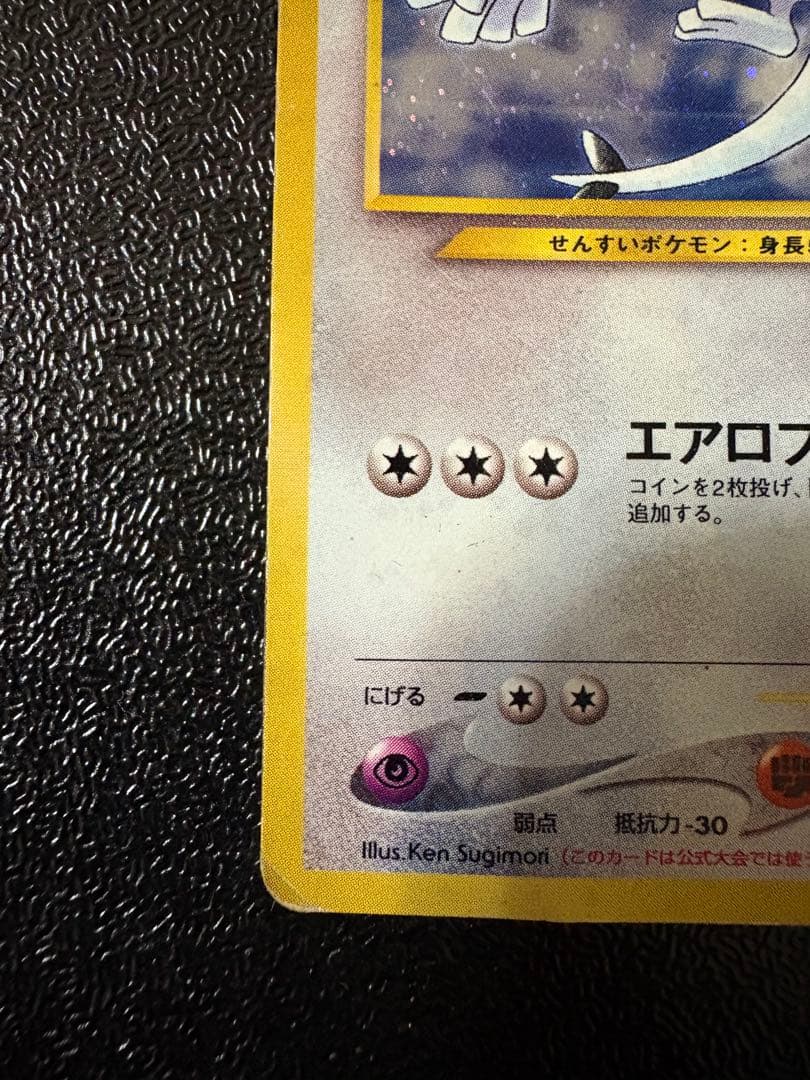 せんすいポケモン：身長
エアロブ
コインを2枚投げ、
追加する。
にげる
弱点 抵抗力 -30
Illus. Ken Sugimori (このカードは公式大会では使